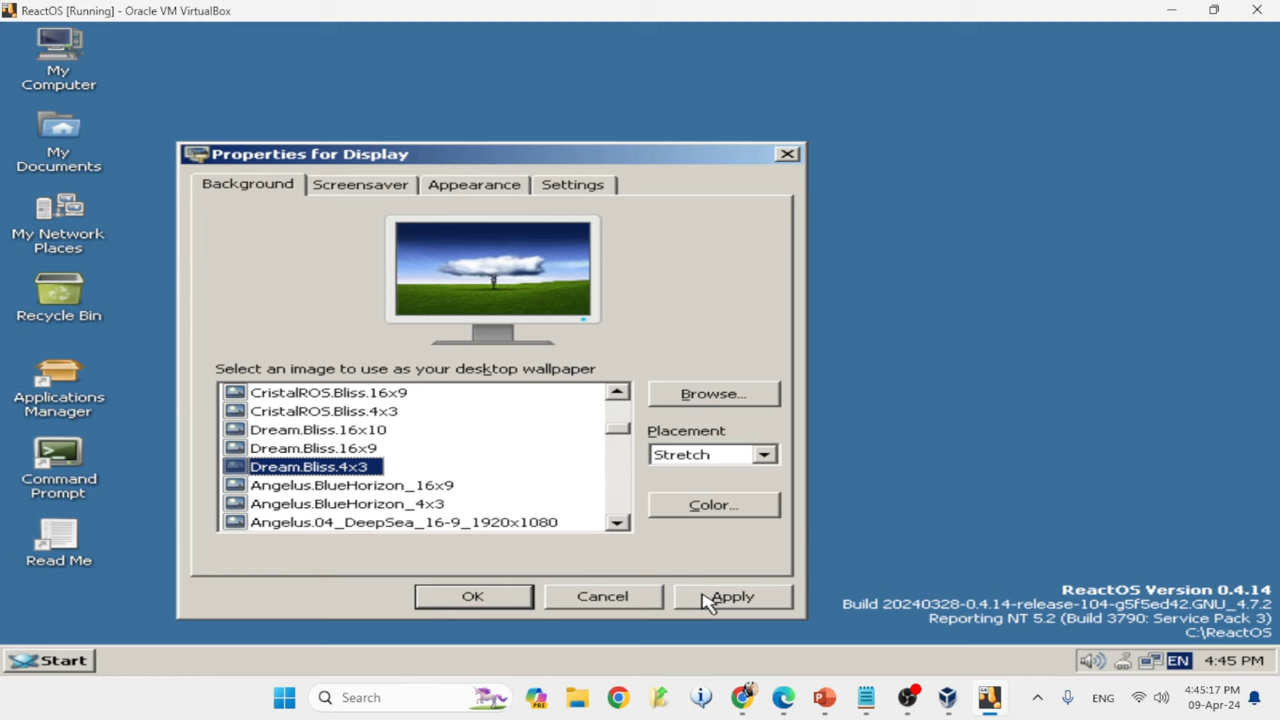 ReactOS [Running] - Oracle VM VirtualBox
My
Computer
My
Documents
My Network
Places
Recycle Bin
Applications
Manager
Command
Prompt
Read Me
Properties for Display
Background
Screensaver
Appearance
Settings
Select an image to use as your desktop wallpaper
CristalROS.Bliss.16x9
CristalROS.Bliss.4x3
Dream.Bliss.16x10
Dream.Bliss.16x9
Dream.Bliss.4x3
Angelus.BlueHorizon_16x9
Angelus.BlueHorizon_4x3
Angelus.04_DeepSea_16-9_1920x1080
Browse...
Placement
Stretch
Color...
OK
Cancel
Apply
ReactOS Version 0.4.14
Build 20240328-0.4.14-release-104-g5f5ed42.GNU_4.7.2
Reporting NT 5.2 (Build 3790: Service Pack 3)
C:\ReactOS
Start
EN
4:45 PM
Search
PRE
ENG
4:45:17 PM
09-Apr-24